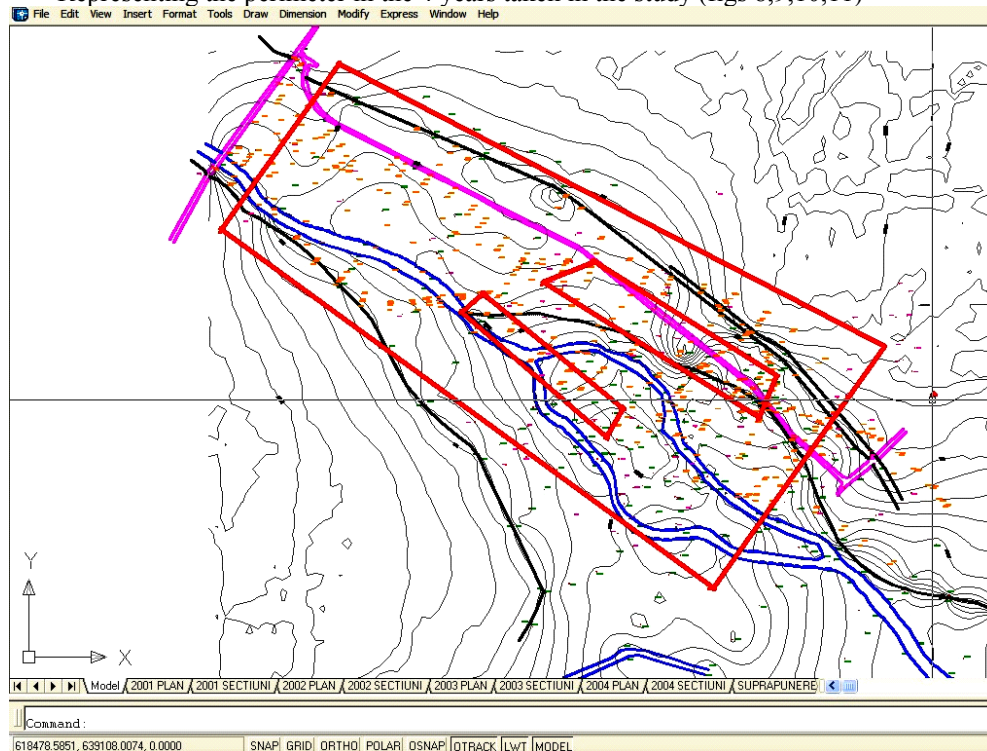 Representing the perimeter in the 4 years taken in the study (figs 8,9,10,11)
File Edit View Insert Format Tools Draw Dimension Modify Express Window Help
Y
X
Model 2001 PLAN 2001 SECTIUNI 2002 PLAN 2002 SECTIUNI 2003 PLAN 2003 SECTIUNI 2004 PLAN 2004 SECTIUNI SUPRAPUNERE
Command:
618478.5851, 639108.0074, 0.0000 SNAP GRID ORTHO POLAR OSNAP OTRACK LWT MODEL